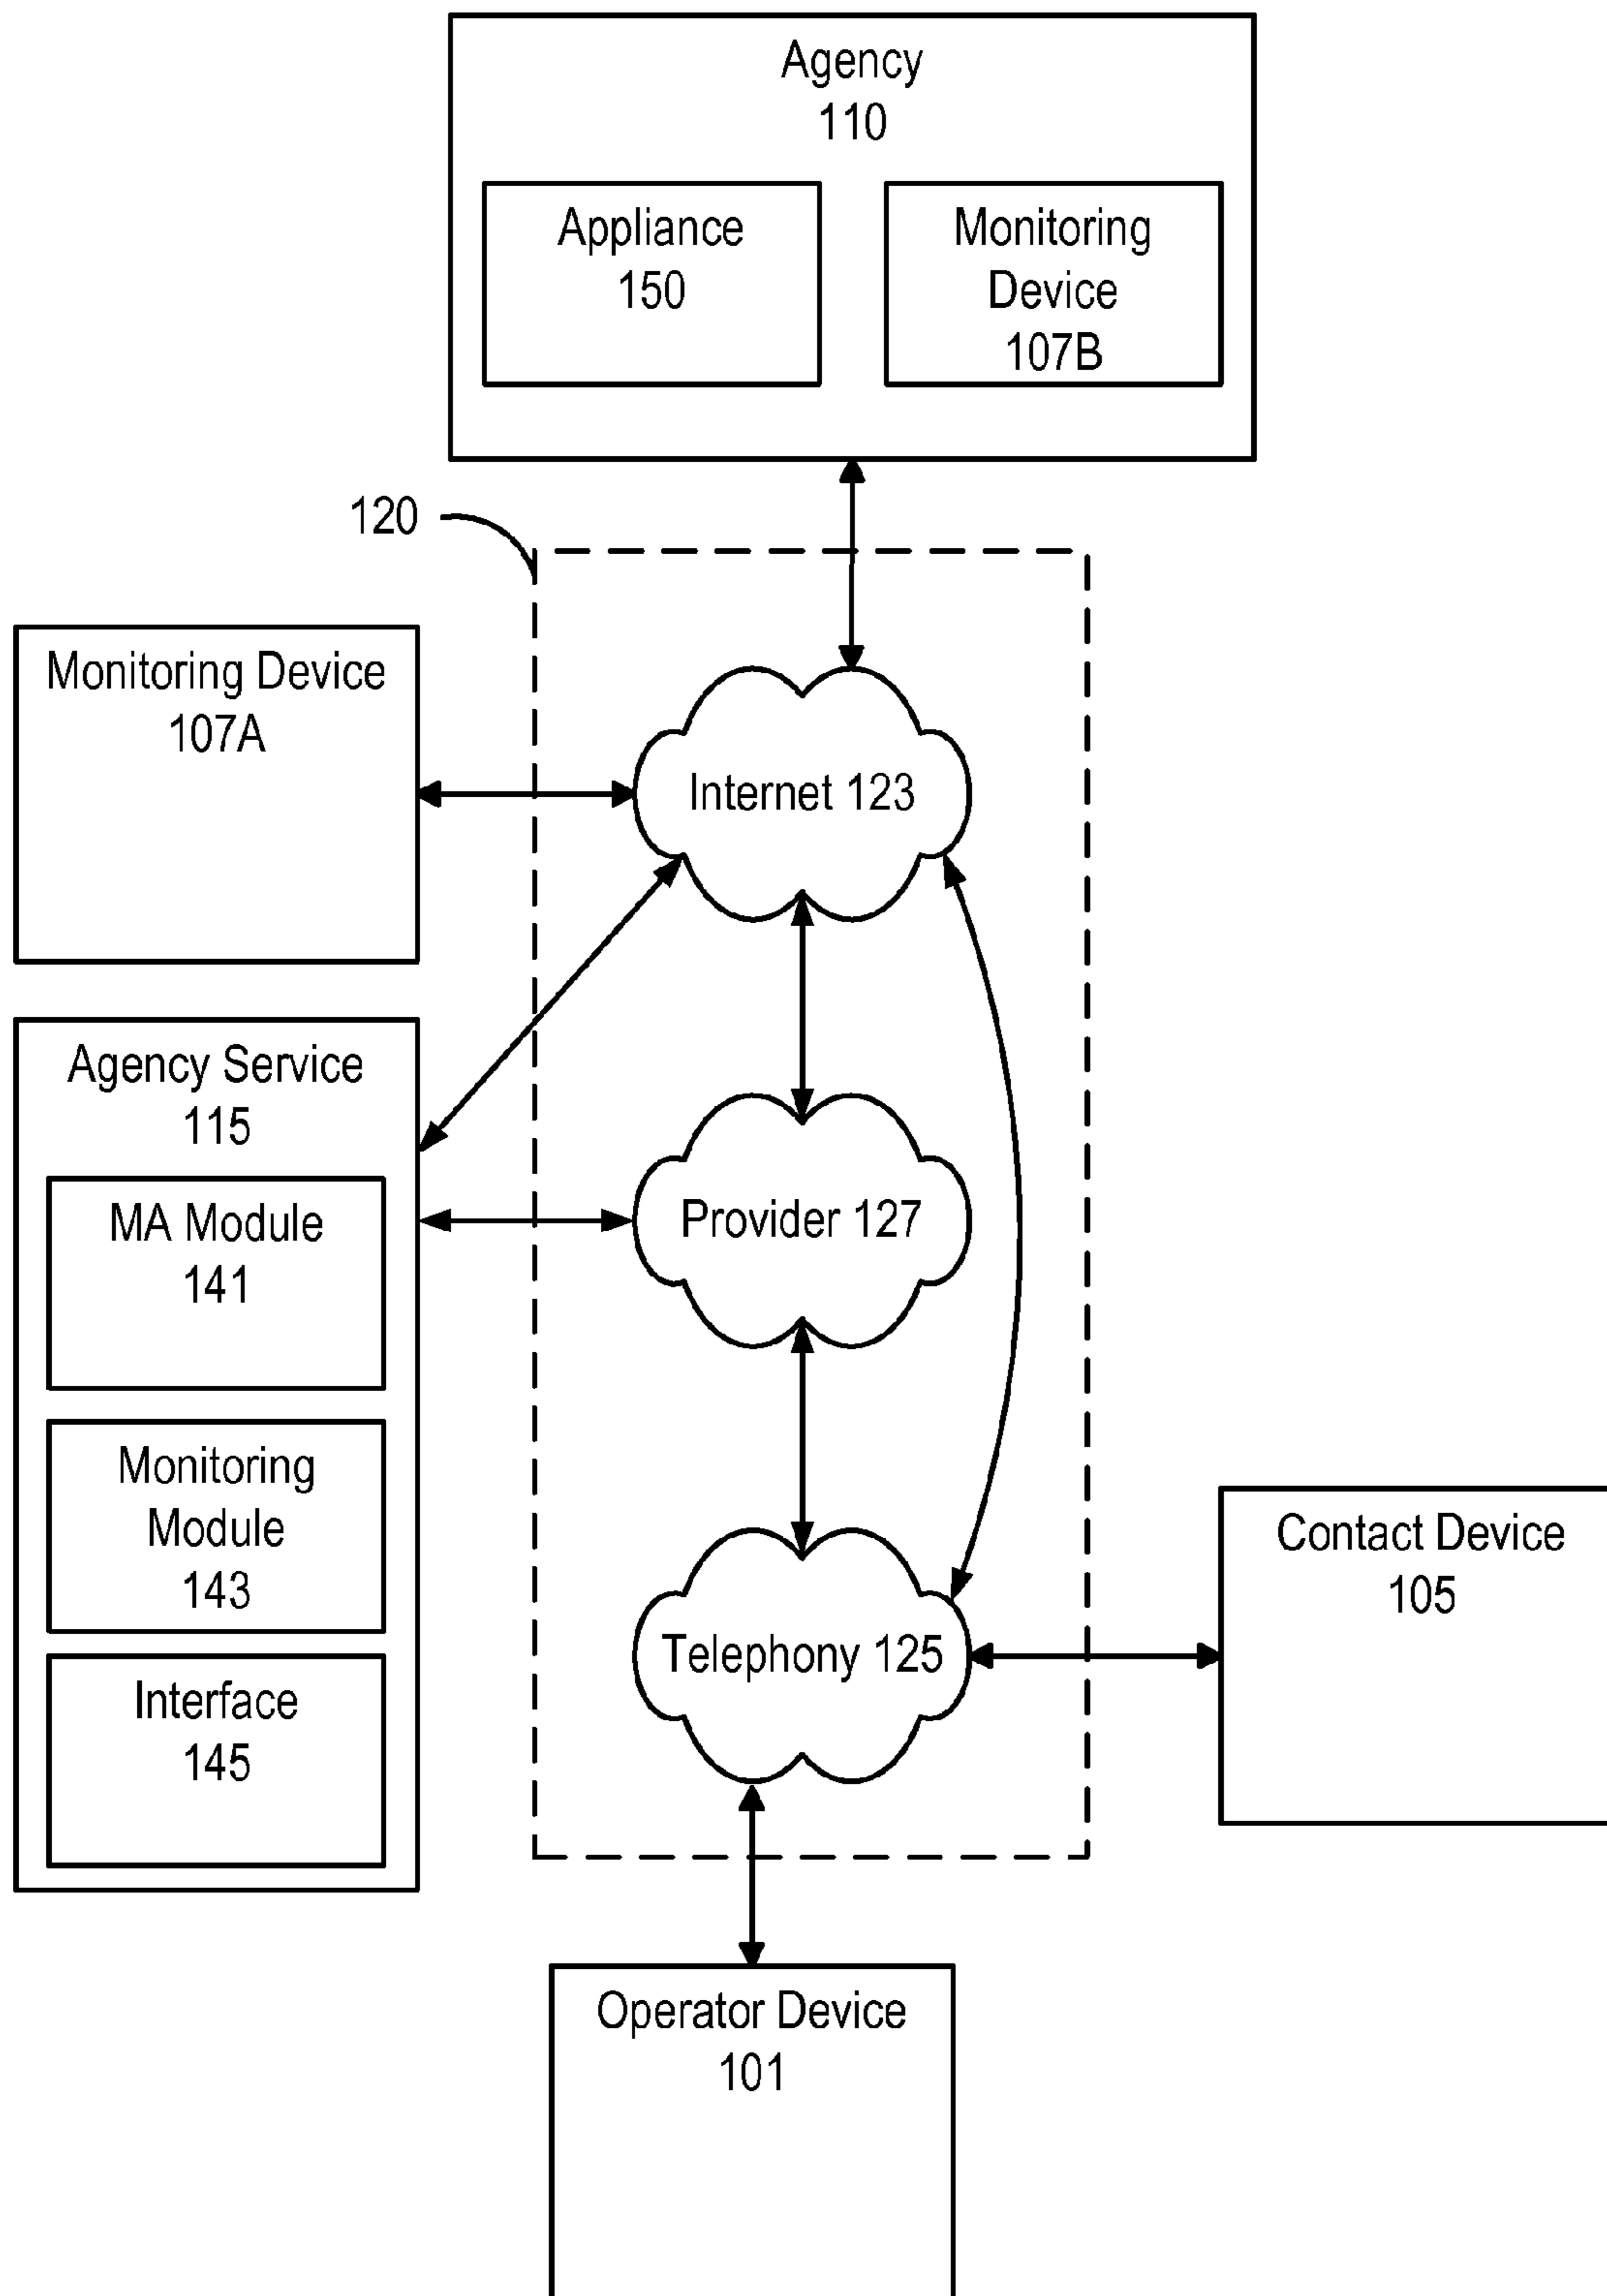 Agency
110
Appliance
150
Monitoring
Device
107B
120
Monitoring Device
107A
Internet 123
Agency Service
115
MA Module
141
Provider 127
Monitoring
Module
143
Contact Device
105
Telephony 125
Interface
145
Operator Device
101